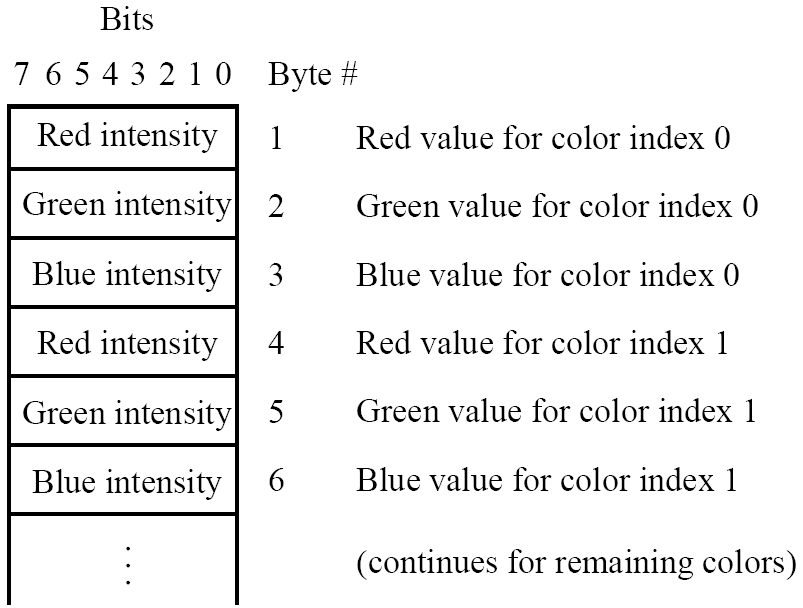 Bits
7 6 5 4 3 2 1 0 Byte #
Red intensity 1 Red value for color index 0
Green intensity 2 Green value for color index 0
Blue intensity 3 Blue value for color index 0
Red intensity 4 Red value for color index 1
Green intensity 5 Green value for color index 1
Blue intensity 6 Blue value for color index 1
⋮ (continues for remaining colors)